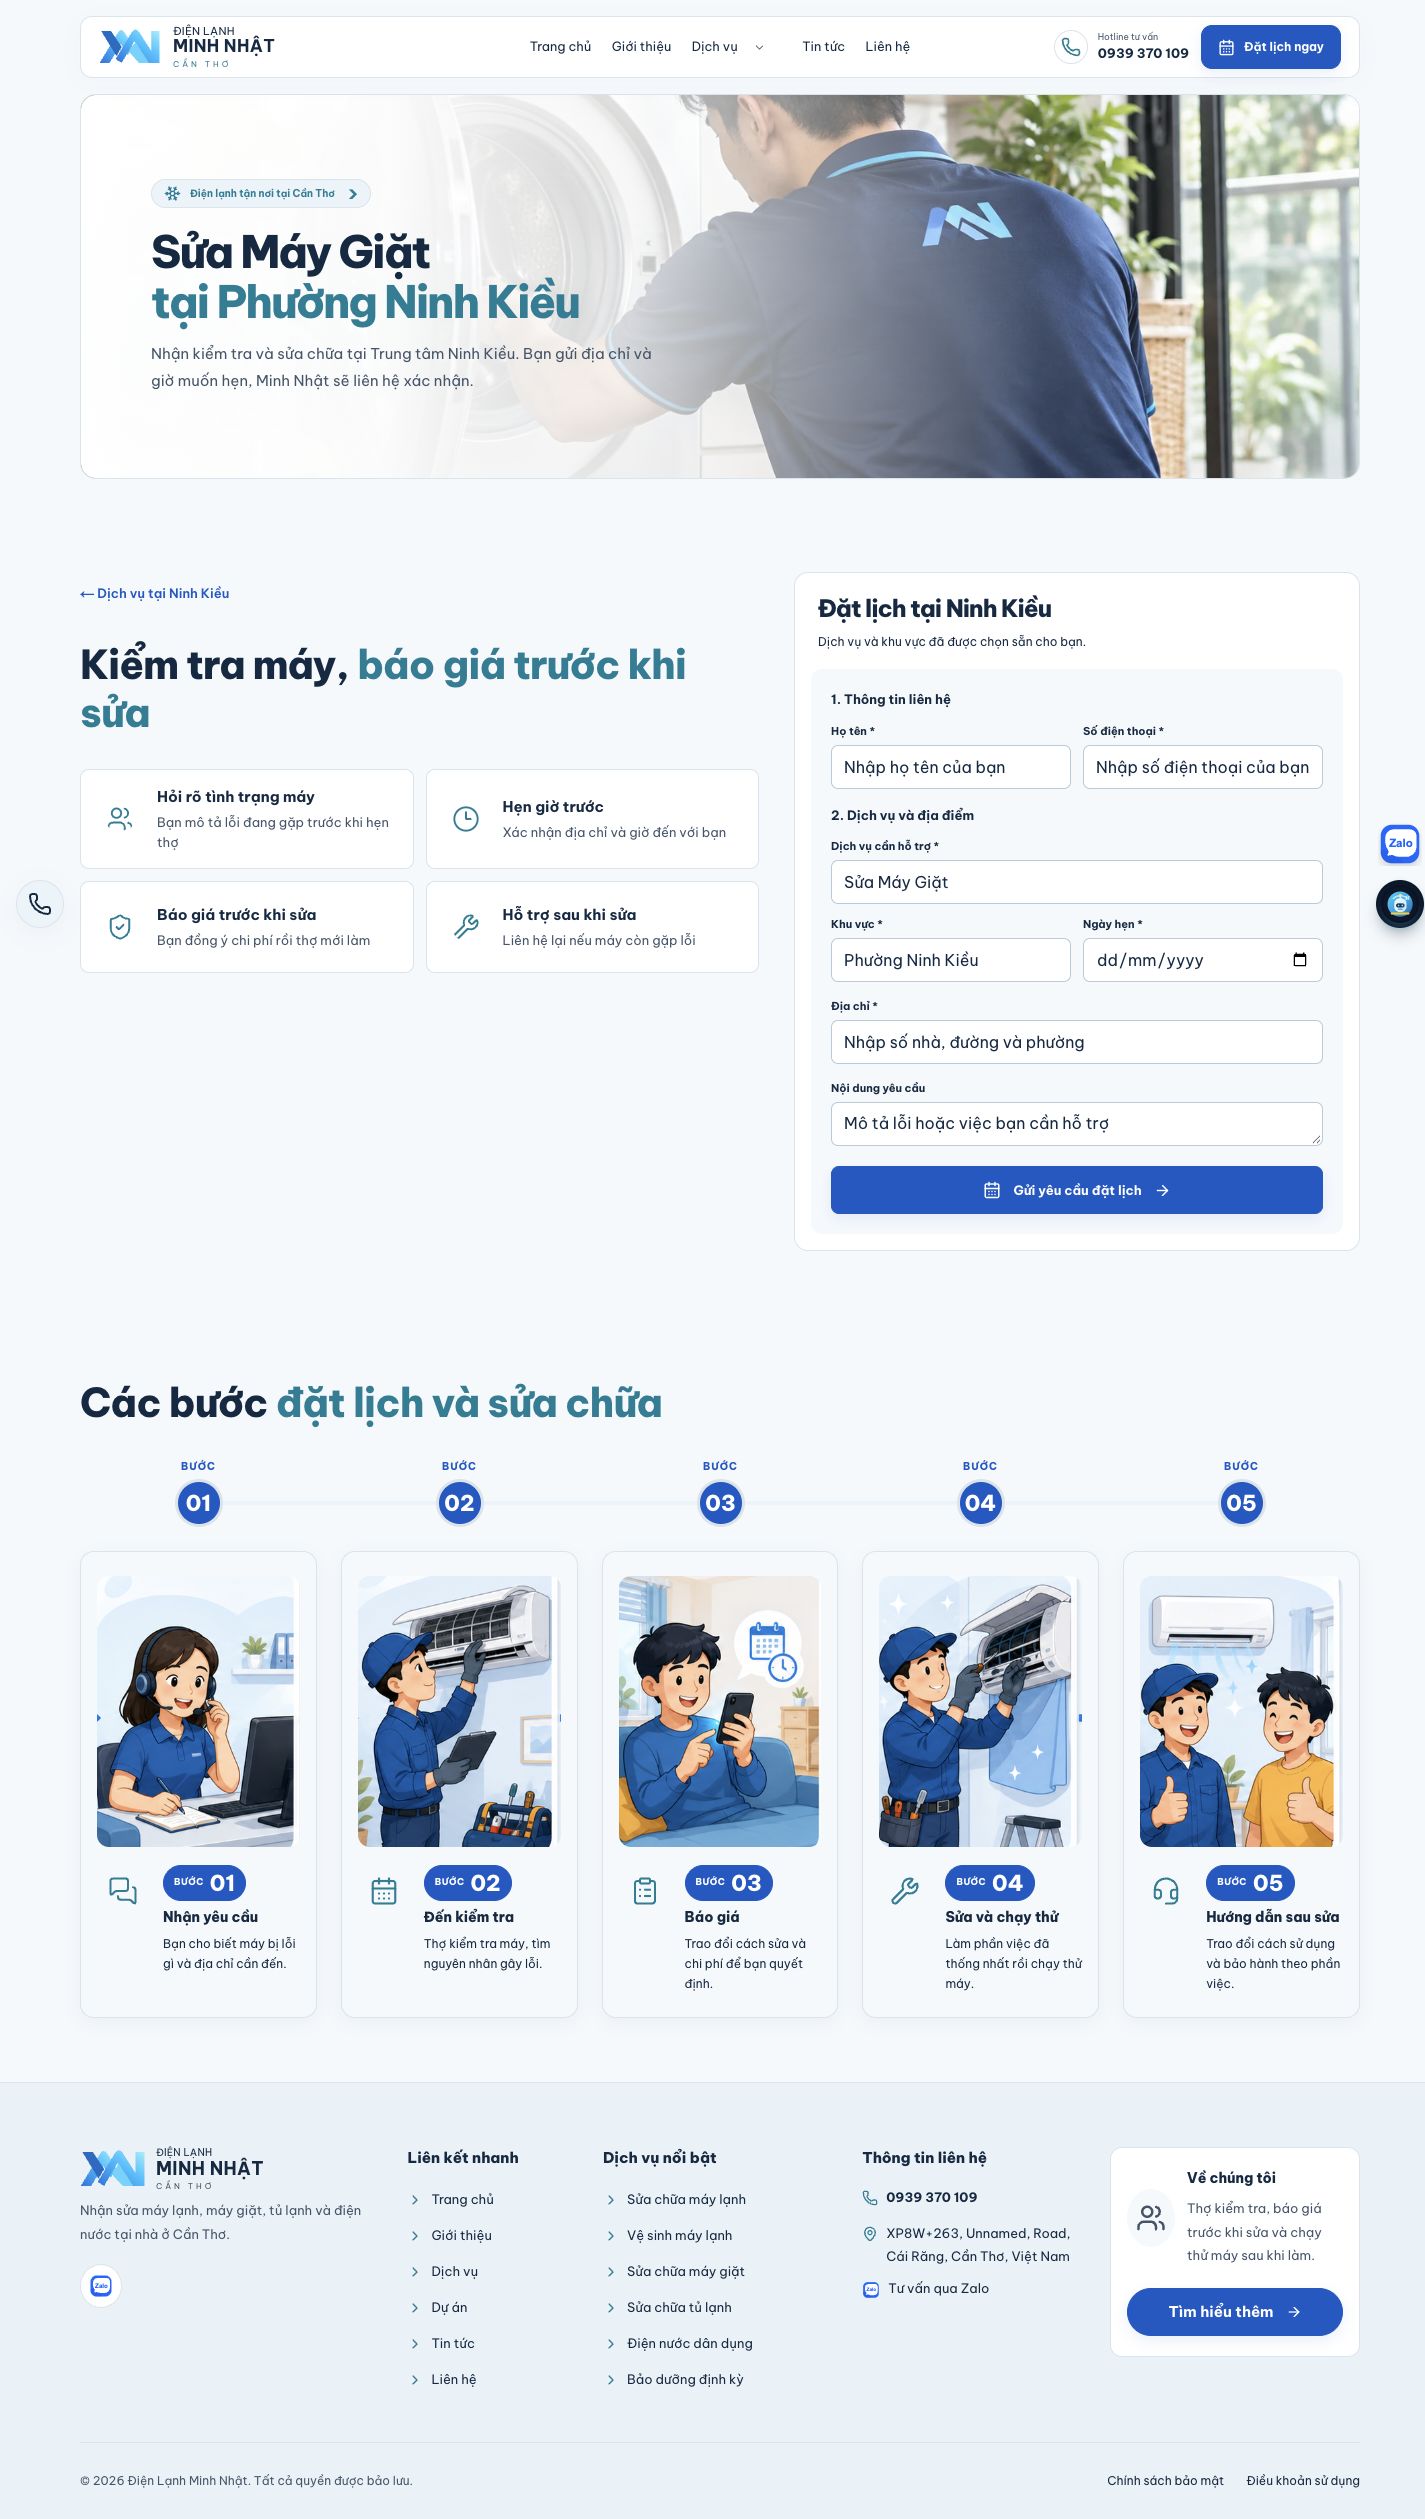 ĐIỆN LẠNH
MINH NHẬT
CẦN THƠ
Trang chủ
Giới thiệu
Dịch vụ
Tin tức
Liên hệ
Hotline tư vấn
0939 370 109
Đặt lịch ngay
Điện lạnh tận nơi tại Cần Thơ
Sửa Máy Giặt
tại Phường Ninh Kiều
Nhận kiểm tra và sửa chữa tại Trung tâm Ninh Kiều. Bạn gửi địa chỉ và
giờ muốn hẹn, Minh Nhật sẽ liên hệ xác nhận.
← Dịch vụ tại Ninh Kiều
Kiểm tra máy, báo giá trước khi
sửa
Hỏi rõ tình trạng máy
Bạn mô tả lỗi đang gặp trước khi hẹn
thợ
Hẹn giờ trước
Xác nhận địa chỉ và giờ đến với bạn
Báo giá trước khi sửa
Bạn đồng ý chi phí rồi thợ mới làm
Hỗ trợ sau khi sửa
Liên hệ lại nếu máy còn gặp lỗi
Đặt lịch tại Ninh Kiều
Dịch vụ và khu vực đã được chọn sẵn cho bạn.
1. Thông tin liên hệ
Họ tên *
Số điện thoại *
Nhập họ tên của bạn
Nhập số điện thoại của bạn
2. Dịch vụ và địa điểm
Dịch vụ cần hỗ trợ *
Sửa Máy Giặt
Khu vực *
Ngày hẹn *
Phường Ninh Kiều
dd/mm/yyyy
Địa chỉ *
Nhập số nhà, đường và phường
Nội dung yêu cầu
Mô tả lỗi hoặc việc bạn cần hỗ trợ
Gửi yêu cầu đặt lịch
Zalo
Các bước đặt lịch và sửa chữa
BƯỚC
01
BƯỚC
02
BƯỚC
03
BƯỚC
04
BƯỚC
05
BƯỚC 01
Nhận yêu cầu
Bạn cho biết máy bị lỗi
gì và địa chỉ cần đến.
BƯỚC 02
Đến kiểm tra
Thợ kiểm tra máy, tìm
nguyên nhân gây lỗi.
BƯỚC 03
Báo giá
Trao đổi cách sửa và
chi phí để bạn quyết
định.
BƯỚC 04
Sửa và chạy thử
Làm phần việc đã
thống nhất rồi chạy thử
máy.
BƯỚC 05
Hướng dẫn sau sửa
Trao đổi cách sử dụng
và bảo hành theo phần
việc.
ĐIỆN LẠNH
MINH NHẬT
CẦN THƠ
Nhận sửa máy lạnh, máy giặt, tủ lạnh và điện
nước tại nhà ở Cần Thơ.
Zalo
Liên kết nhanh
Trang chủ
Giới thiệu
Dịch vụ
Dự án
Tin tức
Liên hệ
Dịch vụ nổi bật
Sửa chữa máy lạnh
Vệ sinh máy lạnh
Sửa chữa máy giặt
Sửa chữa tủ lạnh
Điện nước dân dụng
Bảo dưỡng định kỳ
Thông tin liên hệ
0939 370 109
XP8W+263, Unnamed, Road,
Cái Răng, Cần Thơ, Việt Nam
Zalo
Tư vấn qua Zalo
Về chúng tôi
Thợ kiểm tra, báo giá
trước khi sửa và chạy
thử máy sau khi làm.
Tìm hiểu thêm
© 2026 Điện Lạnh Minh Nhật. Tất cả quyền được bảo lưu.
Chính sách bảo mật
Điều khoản sử dụng